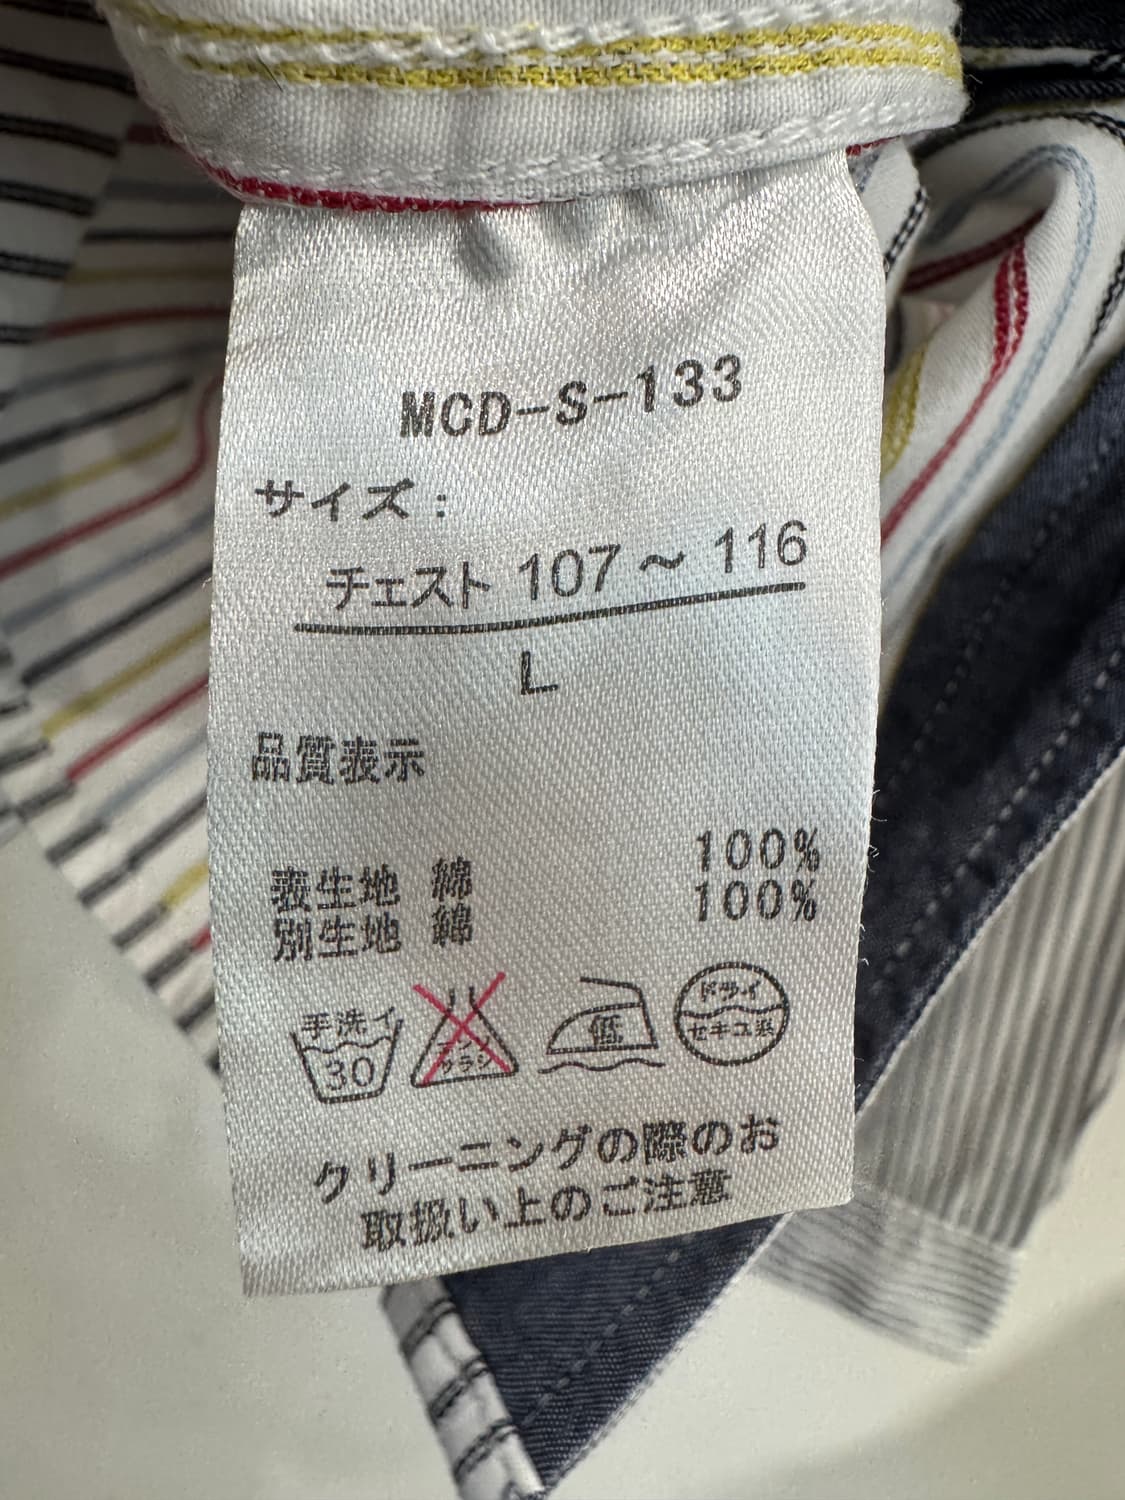 MCD-S-133
サイズ:
チェスト 107~116
L
品質表示
表生地 綿 100%
別生地 綿 100%
手洗イ
30
低
ドライ
セキユ系
クリーニングの際のお
取扱い上のご注意